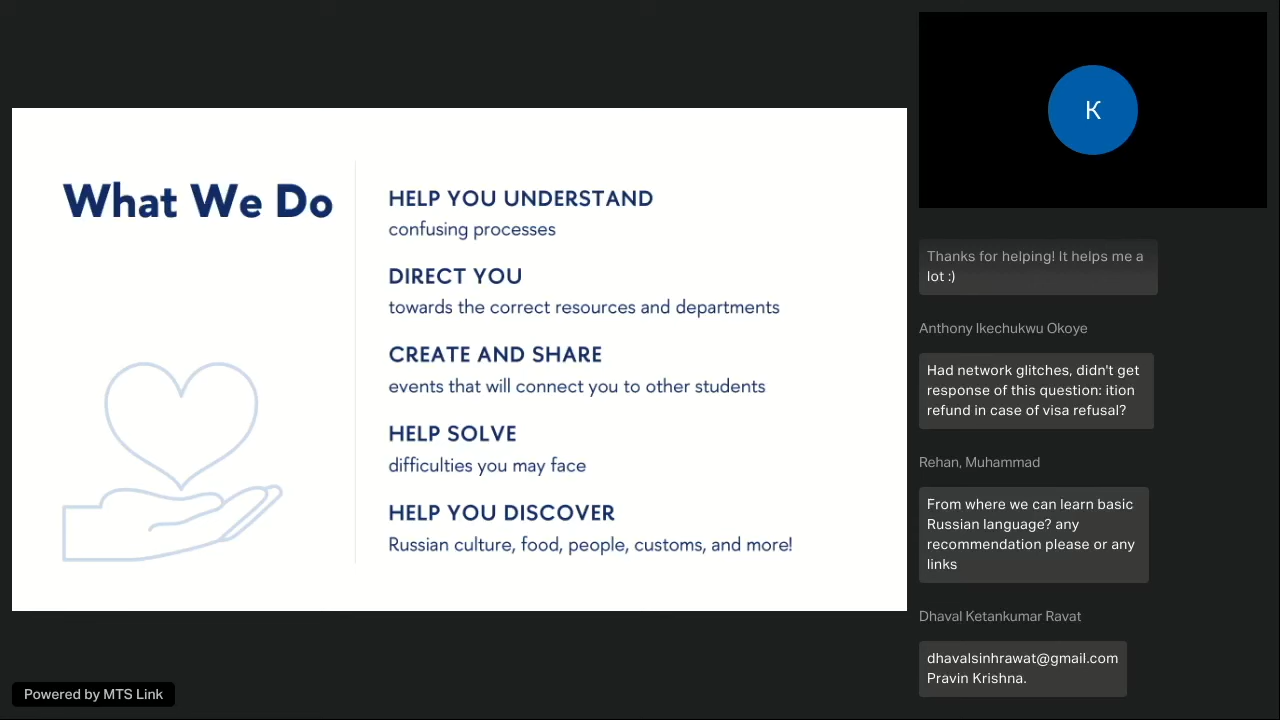 What We Do
HELP YOU UNDERSTAND
confusing processes
DIRECT YOU
towards the correct resources and departments
CREATE AND SHARE
events that will connect you to other students
HELP SOLVE
difficulties you may face
HELP YOU DISCOVER
Russian culture, food, people, customs, and more!
Powered by MTS Link
K
Thanks for helping! It helps me a
lot :)
Anthony Ikechukwu Okoye
Had network glitches, didn't get
response of this question: ition
refund in case of visa refusal?
Rehan, Muhammad
From where we can learn basic
Russian language? any
recommendation please or any
links
Dhaval Ketankumar Ravat
dhavalsinhrawat@gmail.com
Pravin Krishna.